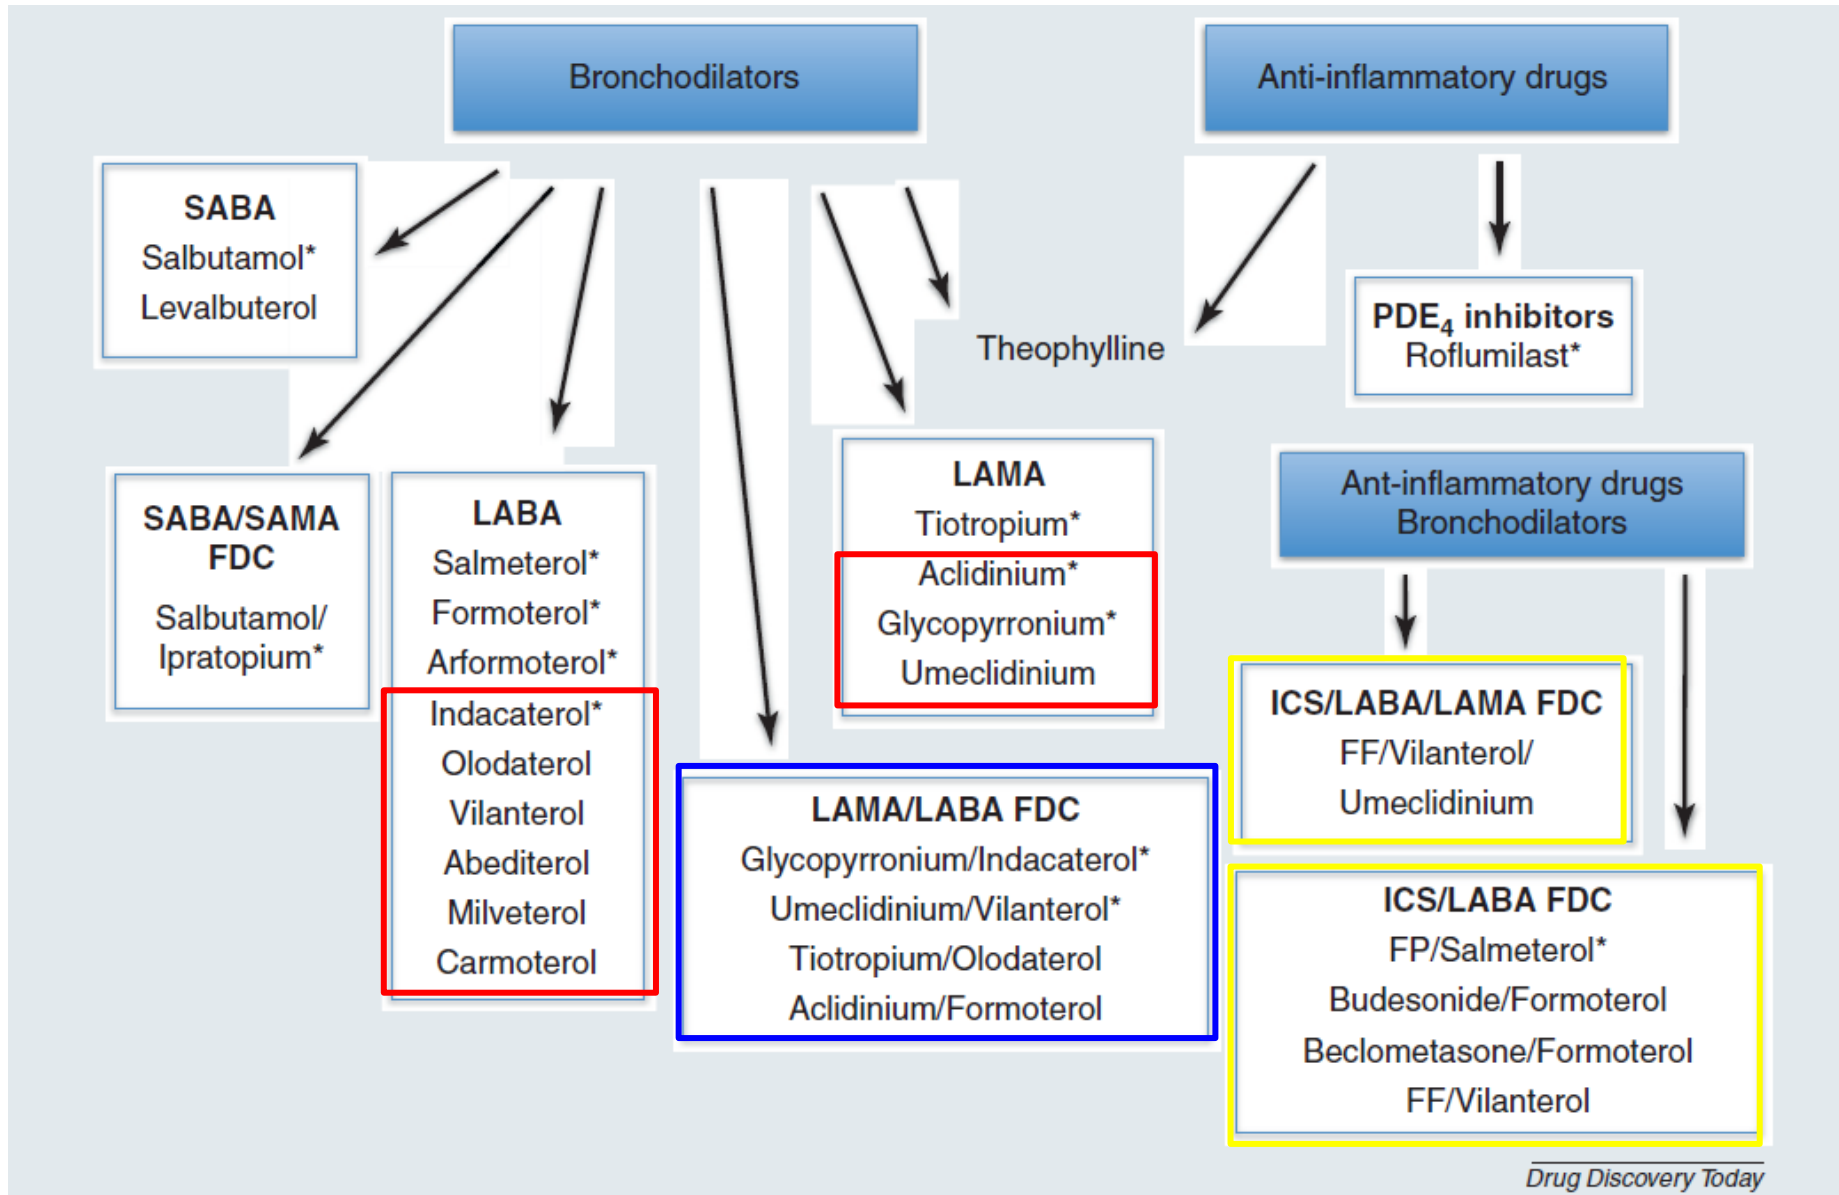 Bronchodilators
Anti-inflammatory drugs
SABA
Salbutamol*
Levalbuterol
Theophylline
PDE4 inhibitors
Roflumilast*
SABA/SAMA
FDC
Salbutamol/
Ipratopium*
LABA
Salmeterol*
Formoterol*
Arformoterol*
Indacaterol*
Olodaterol
Vilanterol
Abediterol
Milveterol
Carmoterol
LAMA
Tiotropium*
Aclidinium*
Glycopyrronium*
Umeclidinium
Ant-inflammatory drugs
Bronchodilators
LAMA/LABA FDC
Glycopyrronium/Indacaterol*
Umeclidinium/Vilanterol*
Tiotropium/Olodaterol
Aclidinium/Formoterol
ICS/LABA/LAMA FDC
FF/Vilanterol/
Umeclidinium
ICS/LABA FDC
FP/Salmeterol*
Budesonide/Formoterol
Beclometasone/Formoterol
FF/Vilanterol
Drug Discovery Today